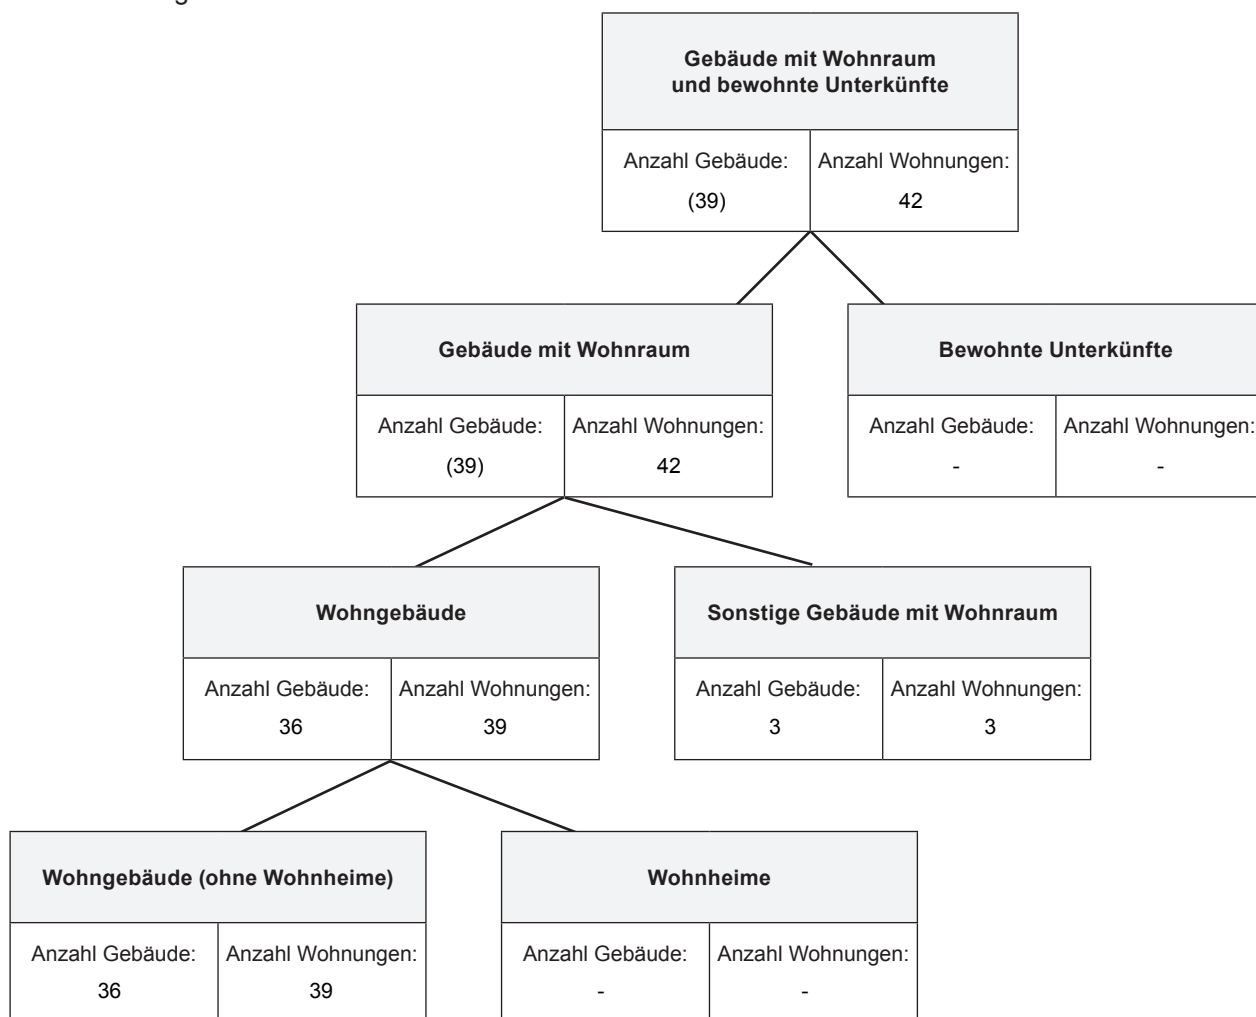 Gebäude mit Wohnraum
und bewohnte Unterkünfte
Anzahl Gebäude: Anzahl Wohnungen:
(39) 42
Gebäude mit Wohnraum
Bewohnte Unterkünfte
Anzahl Gebäude: Anzahl Wohnungen:
(39) 42
Anzahl Gebäude: Anzahl Wohnungen:
- -
Wohngebäude
Sonstige Gebäude mit Wohnraum
Anzahl Gebäude: Anzahl Wohnungen:
36 39
Anzahl Gebäude: Anzahl Wohnungen:
3 3
Wohngebäude (ohne Wohnheime)
Wohnheime
Anzahl Gebäude: Anzahl Wohnungen:
36 39
Anzahl Gebäude: Anzahl Wohnungen:
- -